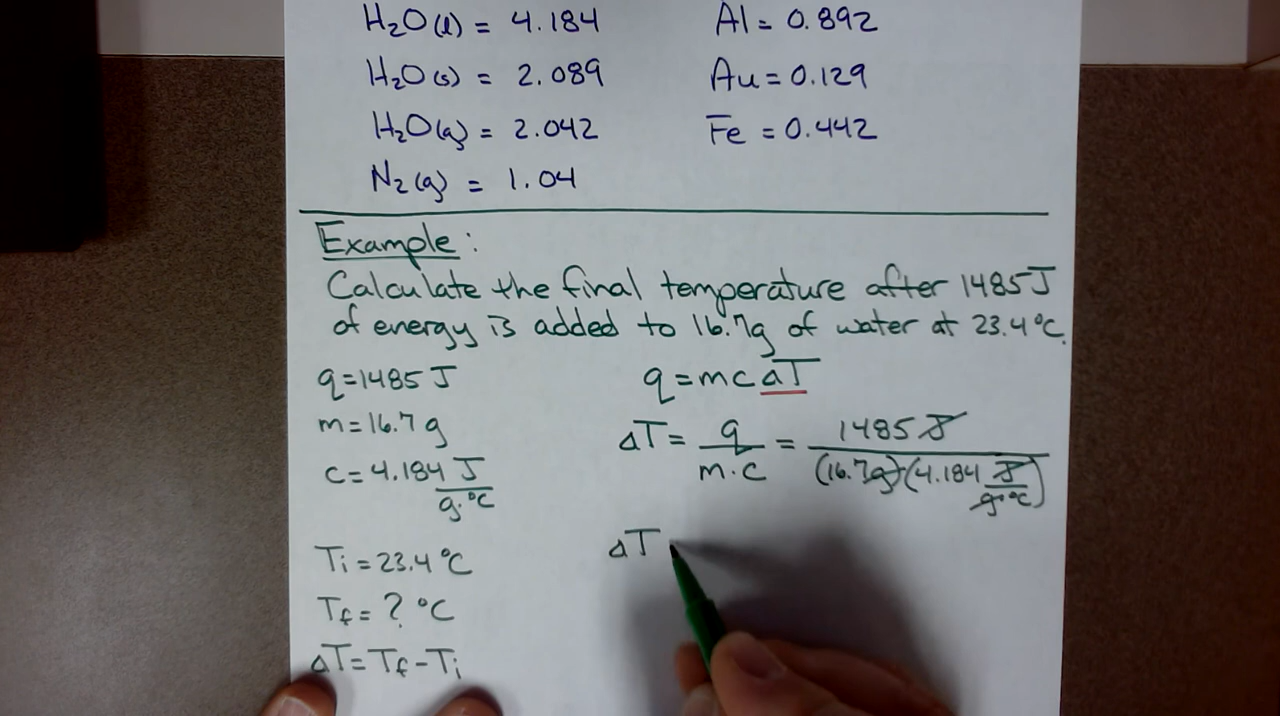 H₂O(l) = 4.184
H₂O(s) = 2.089
H₂O(g) = 2.042
N₂(g) = 1.04
Al = 0.892
Au = 0.129
Fe = 0.442
Example:
Calculate the final temperature after 1485J
of energy is added to 16.7g of water at 23.4°C.
q=1485 J
m=16.7 g
c=4.184 J/g·°C
Ti=23.4°C
Tf=? °C
ΔT=Tf-Ti
q=mcΔT
ΔT= q/m·c = 1485 J/(16.7g)(4.184 J/g·°C)
ΔT